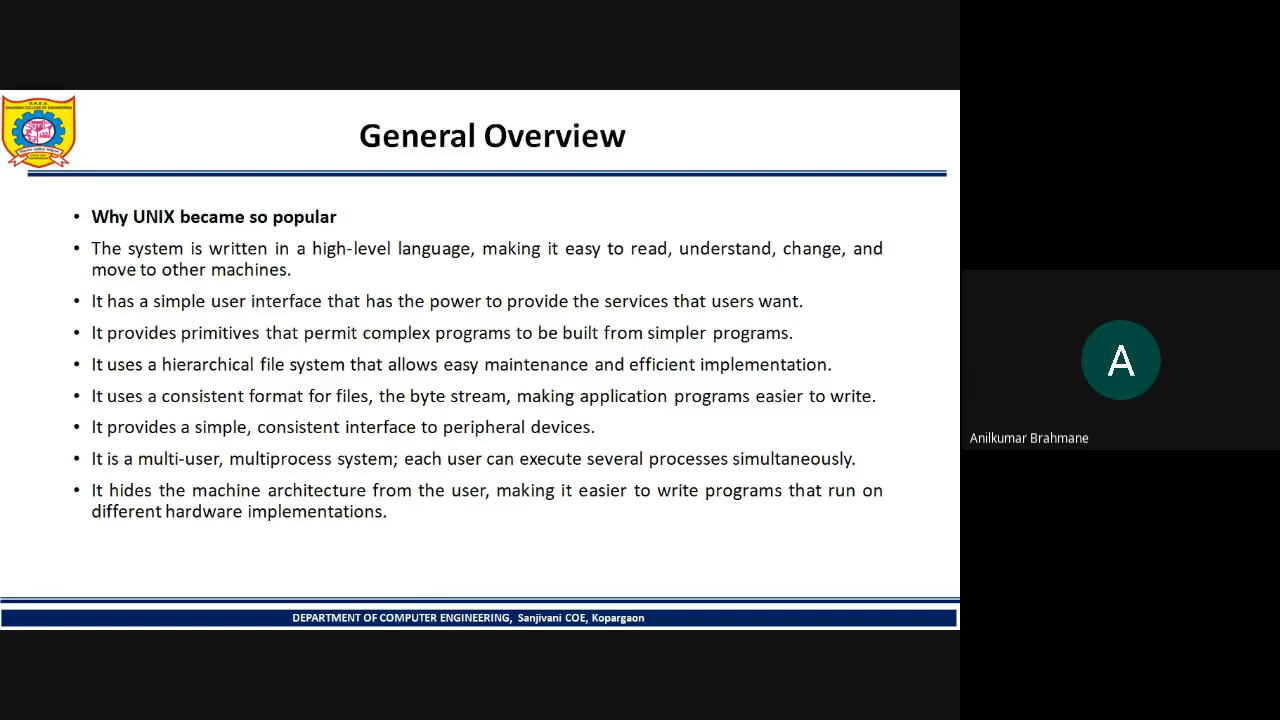 General Overview
• Why UNIX became so popular
• The system is written in a high-level language, making it easy to read, understand, change, and
move to other machines.
• It has a simple user interface that has the power to provide the services that users want.
• It provides primitives that permit complex programs to be built from simpler programs.
• It uses a hierarchical file system that allows easy maintenance and efficient implementation.
• It uses a consistent format for files, the byte stream, making application programs easier to write.
• It provides a simple, consistent interface to peripheral devices.
• It is a multi-user, multiprocess system; each user can execute several processes simultaneously.
• It hides the machine architecture from the user, making it easier to write programs that run on
different hardware implementations.
DEPARTMENT OF COMPUTER ENGINEERING, Sanjivani COE, Kopargaon
A
Anilkumar Brahmane